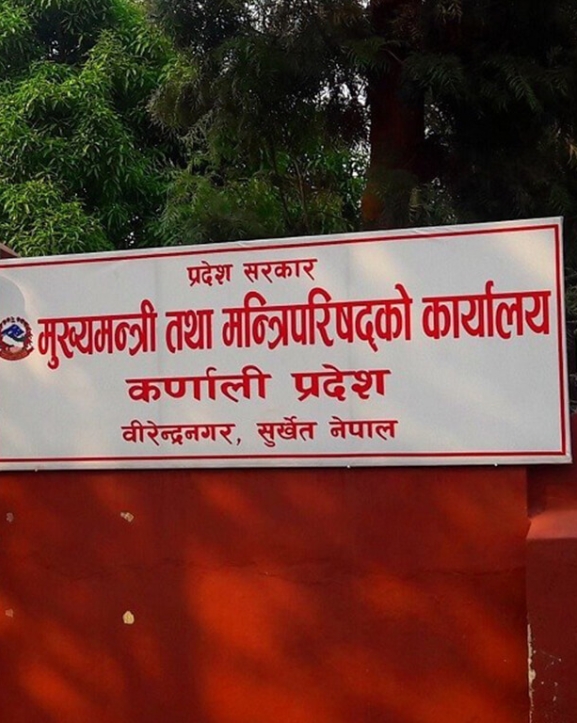 प्रदेश सरकार
मुख्यमन्त्री तथा मन्त्रिपरिषद्को कार्यालय
कर्णाली प्रदेश
वीरेन्द्रनगर, सुर्खेत नेपाल